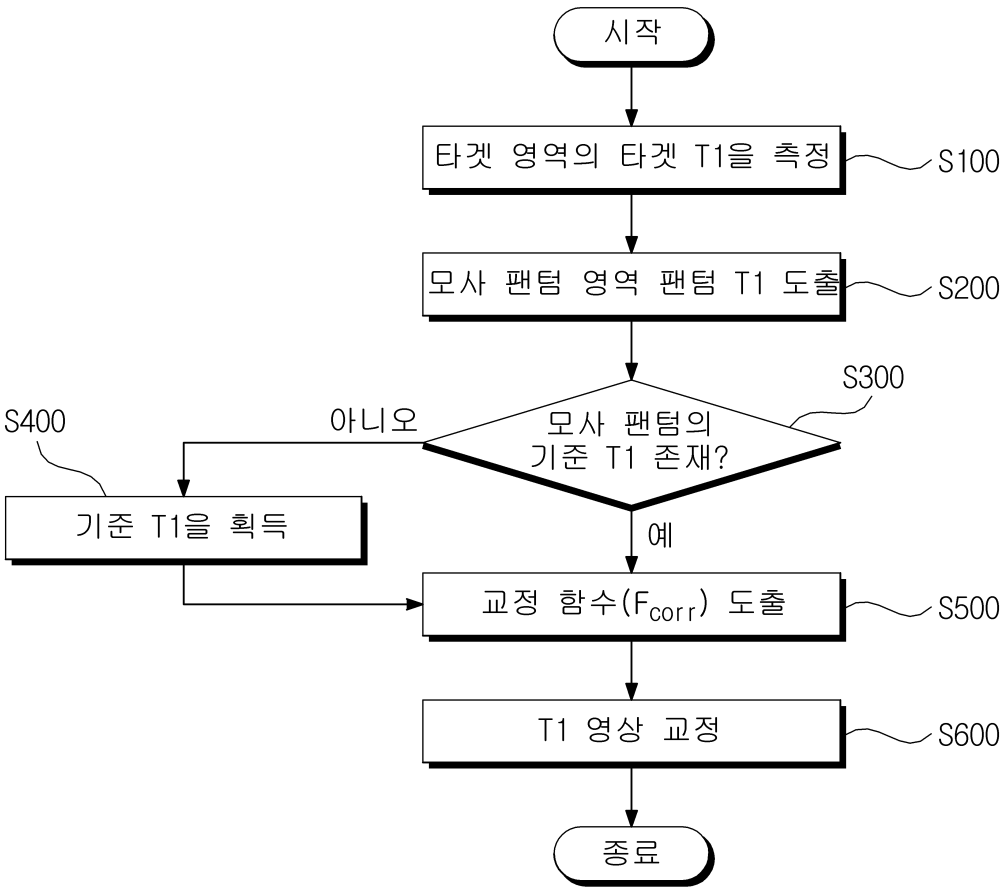 시작
타겟 영역의 타겟 T1을 측정
S100
모사 팬텀 영역 팬텀 T1 도출
S200
S300
모사 팬텀의
기준 T1 존재?
아니오
S400
기준 T1을 획득
예
교정 함수(Fcorr) 도출
S500
T1 영상 교정
S600
종료